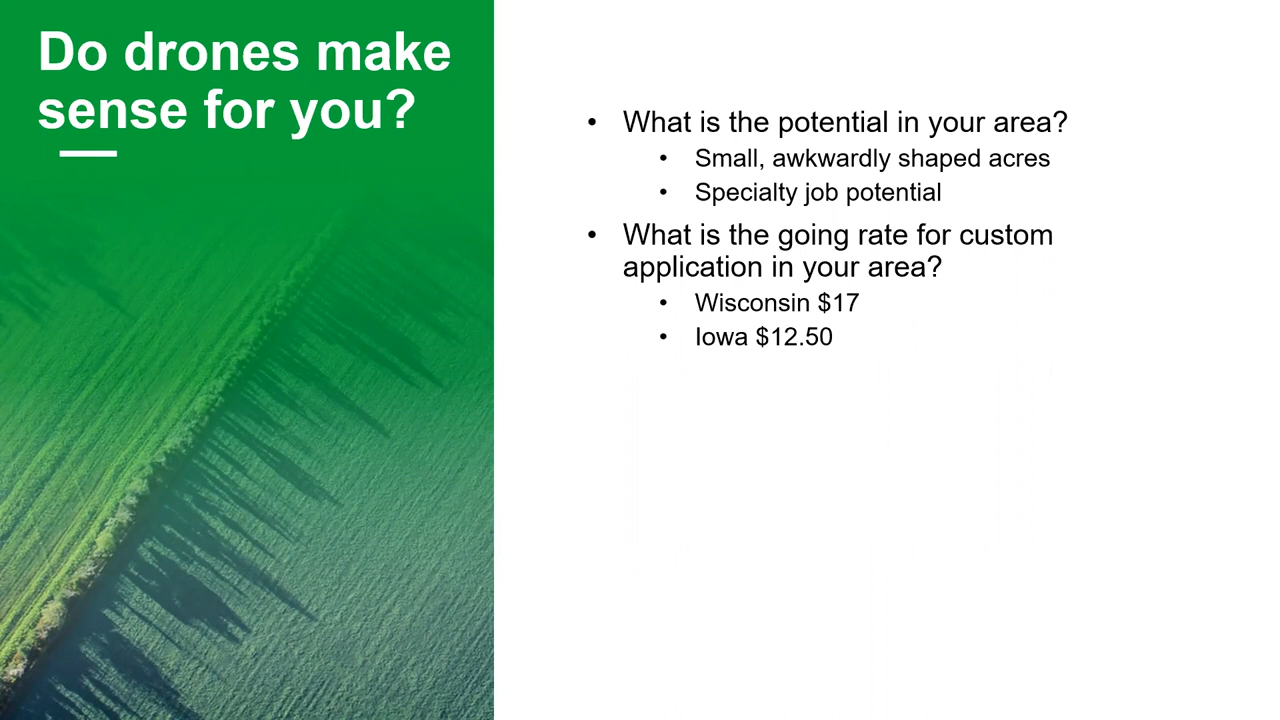 Do drones make
sense for you?
• What is the potential in your area?
• Small, awkwardly shaped acres
• Specialty job potential
• What is the going rate for custom
application in your area?
• Wisconsin $17
• Iowa $12.50